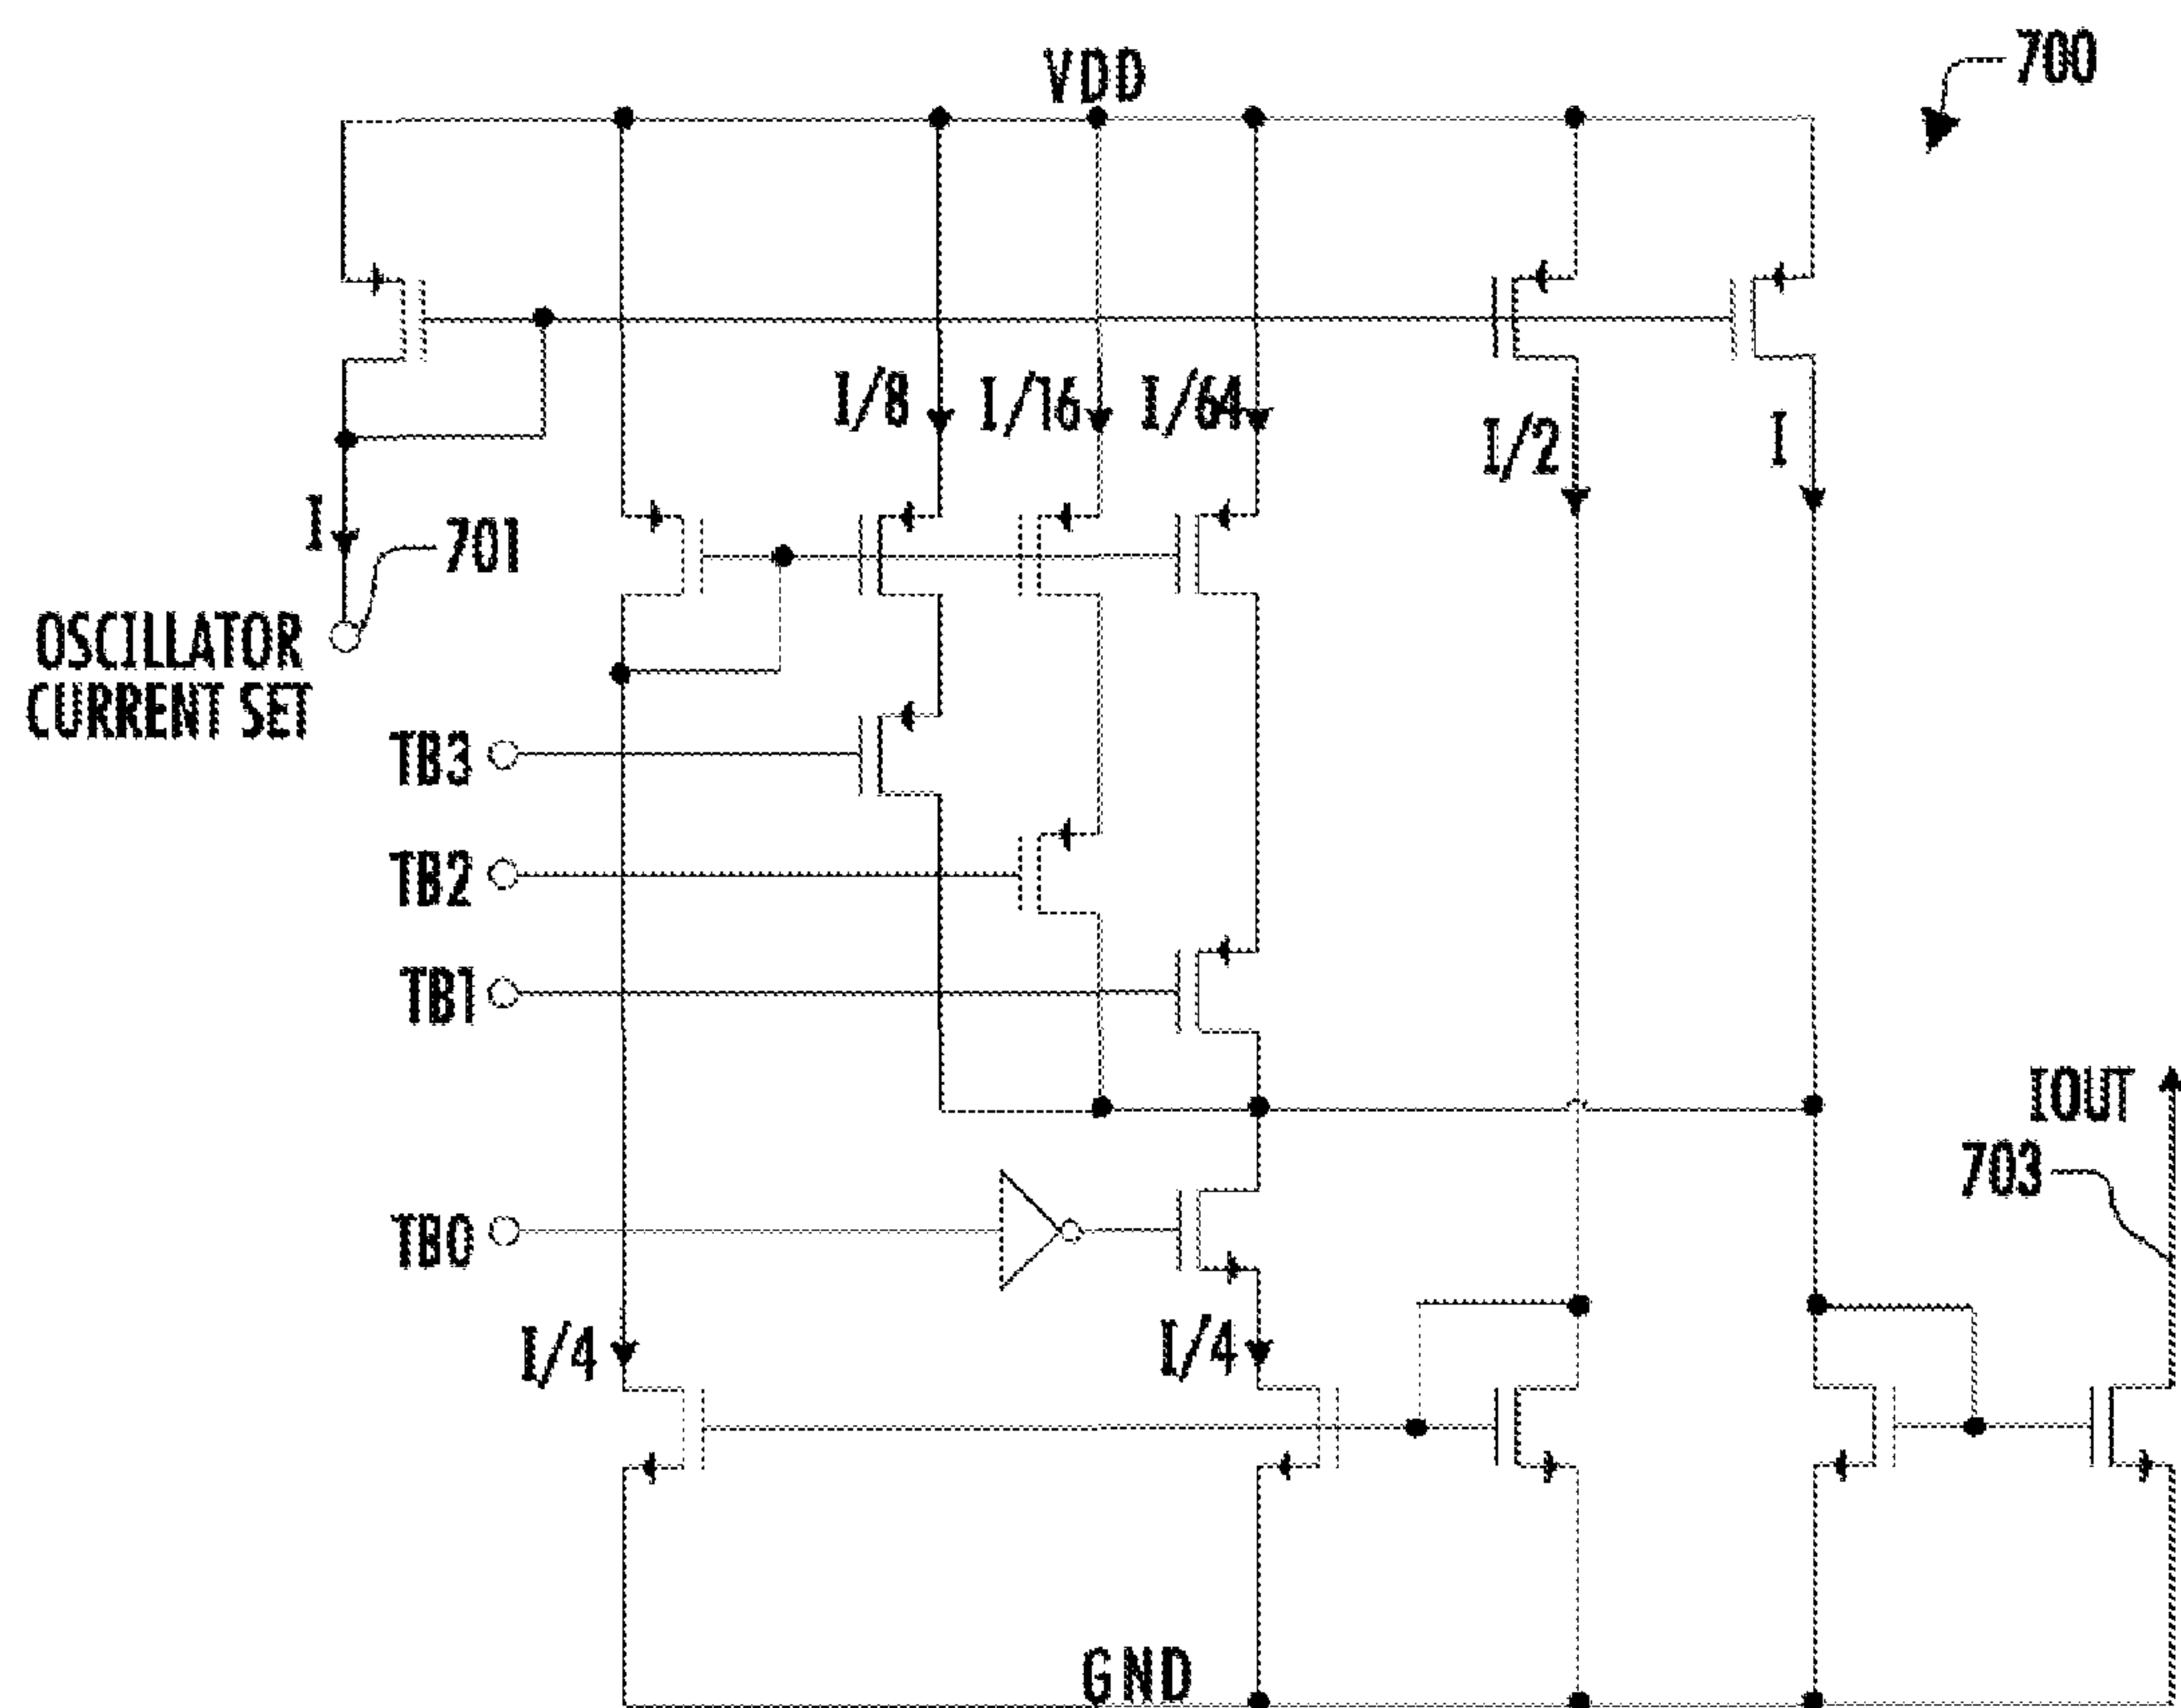 VDD
700
I/8
I/16
I/64
I/2
I
I
701
OSCILLATOR
CURRENT SET
TB3
TB2
TB1
IOUT
703
TB0
I/4
I/4
GND